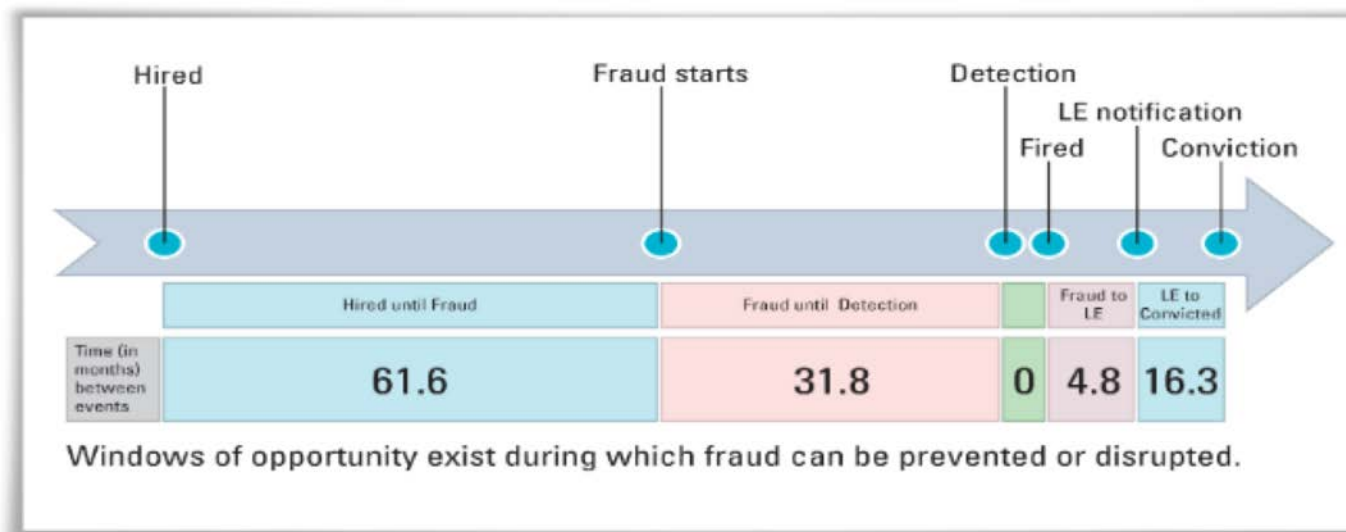 Hired
Fraud starts
Detection
LE notification
Fired
Conviction
Hired until Fraud
Fraud until Detection
Fraud to
LE
LE to
Convicted
Time (in
months)
between
events
61.6
31.8
0
4.8
16.3
Windows of opportunity exist during which fraud can be prevented or disrupted.